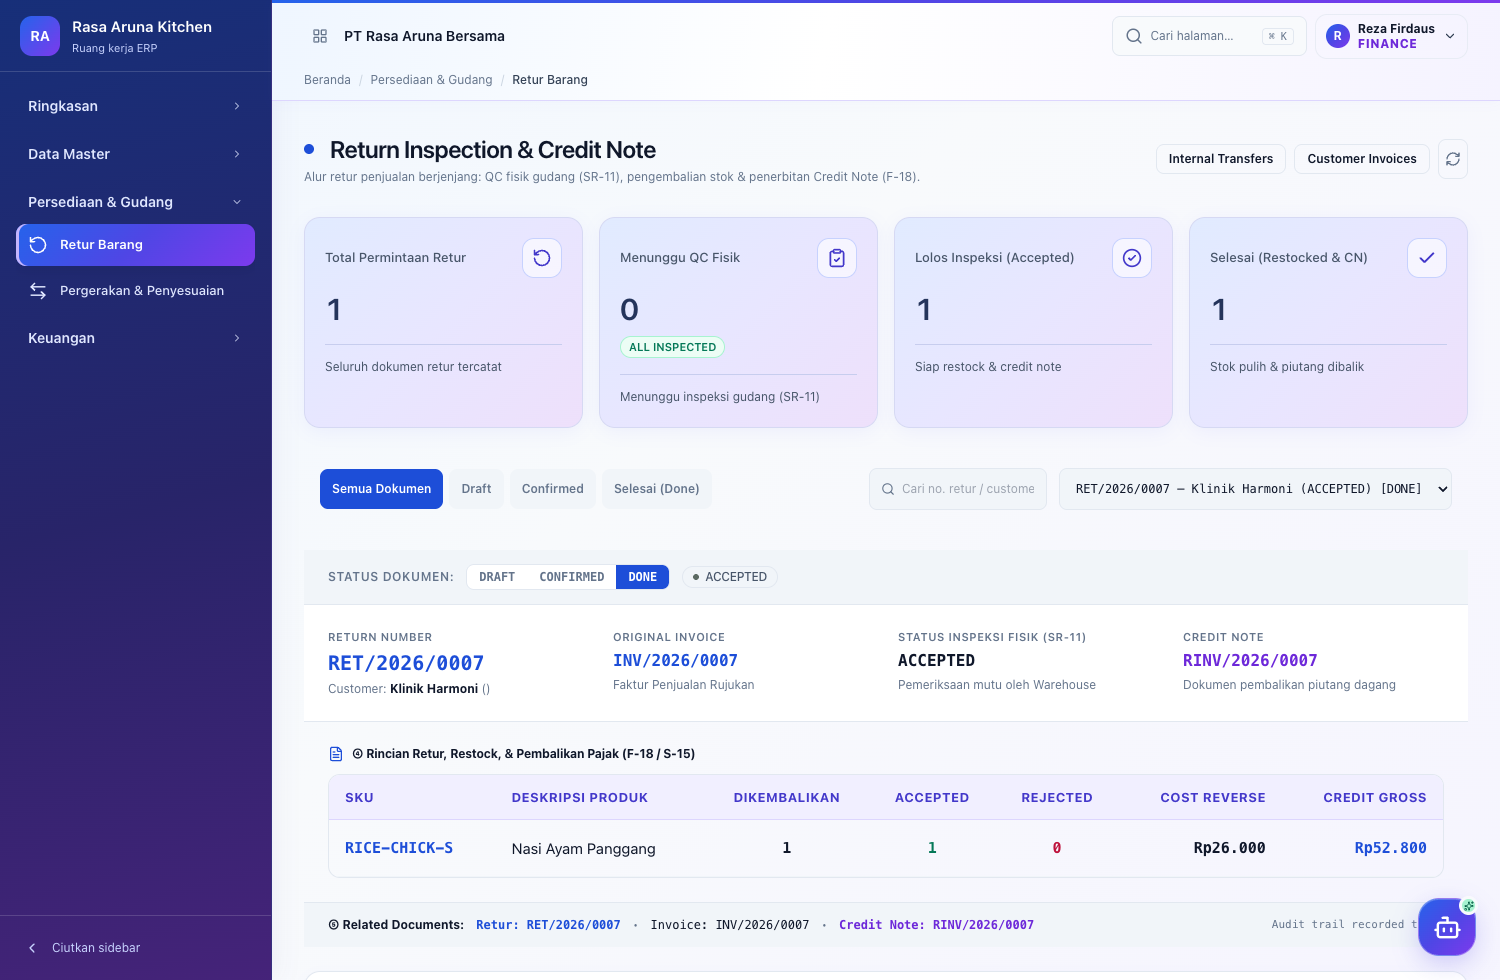 RA
Rasa Aruna Kitchen
Ruang kerja ERP
Ringkasan
Data Master
Persediaan & Gudang
Retur Barang
Pergerakan & Penyesuaian
Keuangan
Ciutkan sidebar
PT Rasa Aruna Bersama
Cari halaman...
⌘ K
R
Reza Firdaus
FINANCE
Beranda / Persediaan & Gudang / Retur Barang
Return Inspection & Credit Note
Alur retur penjualan berjenjang: QC fisik gudang (SR-11), pengembalian stok & penerbitan Credit Note (F-18).
Internal Transfers
Customer Invoices
Total Permintaan Retur
1
Seluruh dokumen retur tercatat
Menunggu QC Fisik
0
ALL INSPECTED
Menunggu inspeksi gudang (SR-11)
Lolos Inspeksi (Accepted)
1
Siap restock & credit note
Selesai (Restocked & CN)
1
Stok pulih & piutang dibalik
Semua Dokumen
Draft
Confirmed
Selesai (Done)
Cari no. retur / custome
RET/2026/0007 — Klinik Harmoni (ACCEPTED) [DONE]
STATUS DOKUMEN:
DRAFT
CONFIRMED
DONE
ACCEPTED
RETURN NUMBER
RET/2026/0007
Customer: Klinik Harmoni ()
ORIGINAL INVOICE
INV/2026/0007
Faktur Penjualan Rujukan
STATUS INSPEKSI FISIK (SR-11)
ACCEPTED
Pemeriksaan mutu oleh Warehouse
CREDIT NOTE
RINV/2026/0007
Dokumen pembalikan piutang dagang
Rincian Retur, Restock, & Pembalikan Pajak (F-18 / S-15)
SKU DESKRIPSI PRODUK DIKEMBALIKAN ACCEPTED REJECTED COST REVERSE CREDIT GROSS
RICE-CHICK-S Nasi Ayam Panggang 1 1 0 Rp26.000 Rp52.800
Related Documents: Retur: RET/2026/0007 · Invoice: INV/2026/0007 · Credit Note: RINV/2026/0007
Audit trail recorded